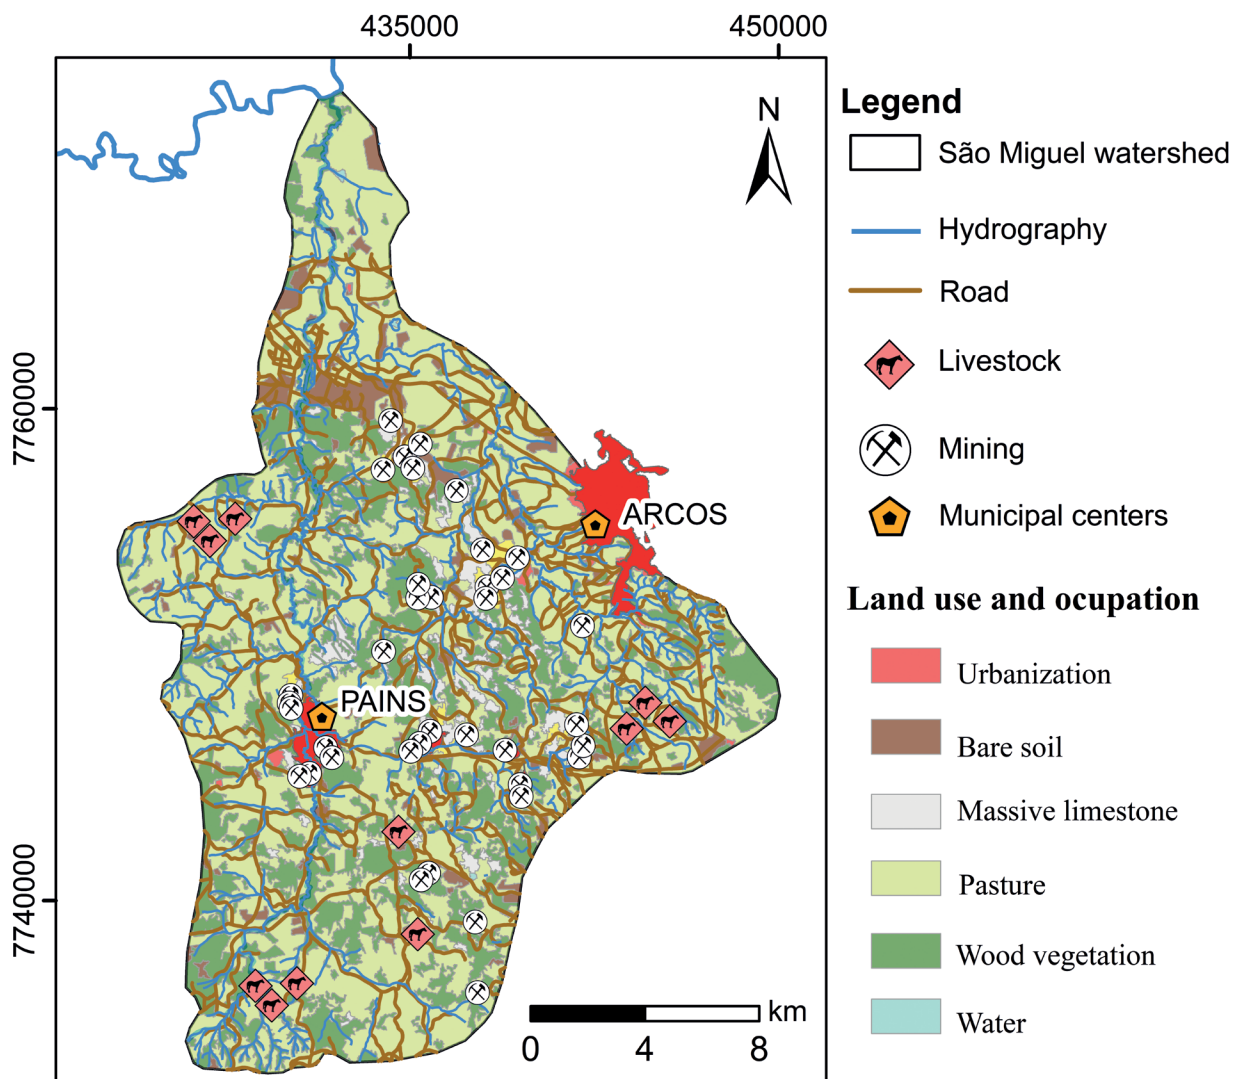 435000
450000
7760000
7740000
N
ARCOS
PAINS
km
0 4 8
Legend
São Miguel watershed
Hydrography
Road
Livestock
Mining
Municipal centers
Land use and ocupation
Urbanization
Bare soil
Massive limestone
Pasture
Wood vegetation
Water